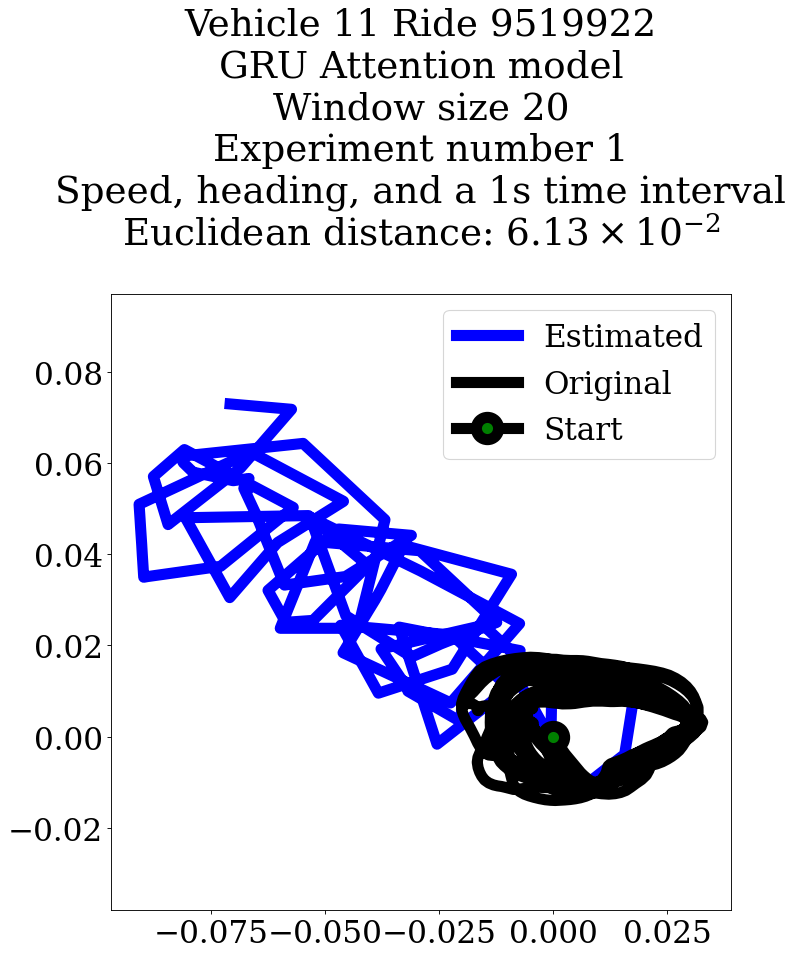 Vehicle 11 Ride 9519922
GRU Attention model
Window size 20
Experiment number 1
Speed, heading, and a 1s time interval
Euclidean distance: 6.13 × 10⁻²
Estimated
Original
Start
0.08
0.06
0.04
0.02
0.00
−0.02
−0.075 −0.050 −0.025 0.000 0.025